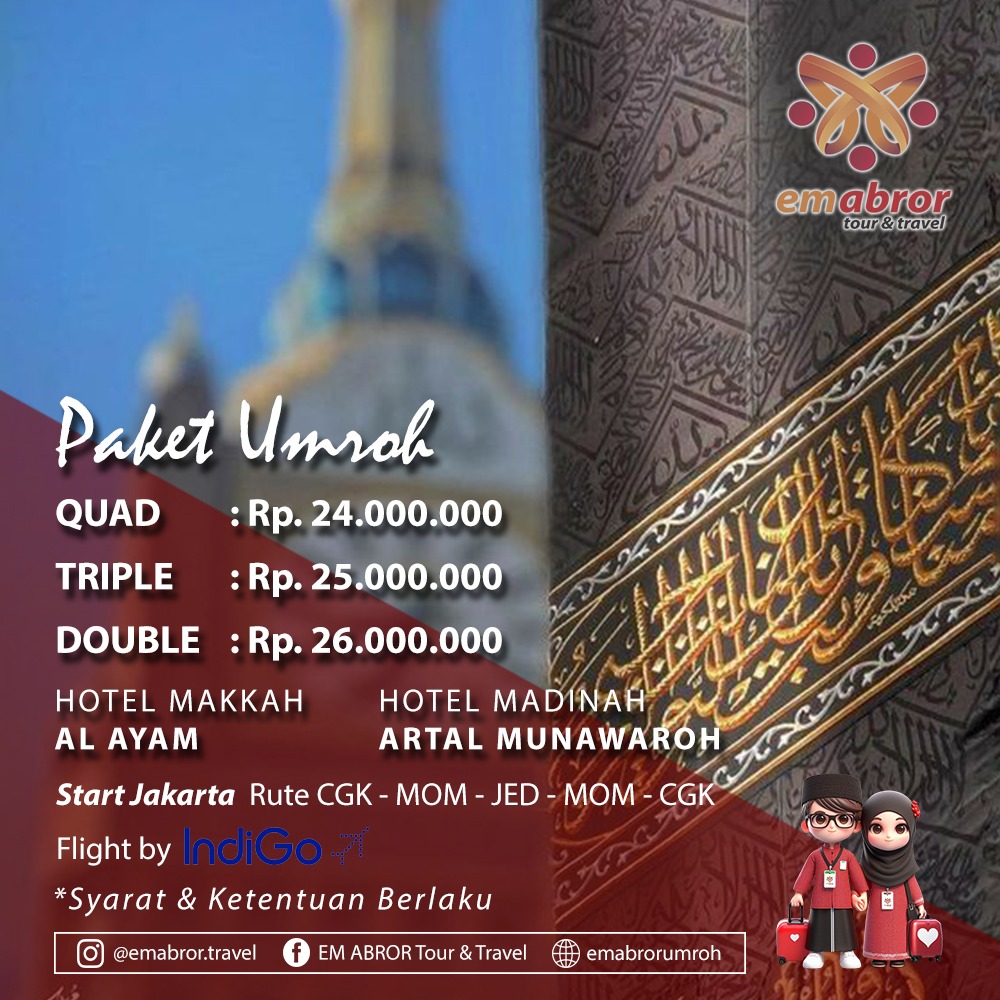 emabror
tour & travel
Paket Umroh
QUAD : Rp. 24.000.000
TRIPLE : Rp. 25.000.000
DOUBLE : Rp. 26.000.000
HOTEL MAKKAH HOTEL MADINAH
AL AYAM ARTAL MUNAWAROH
Start Jakarta Rute CGK - MOM - JED - MOM - CGK
Flight by IndiGo
*Syarat & Ketentuan Berlaku
@emabror.travel EM ABROR Tour & Travel emabrorumroh